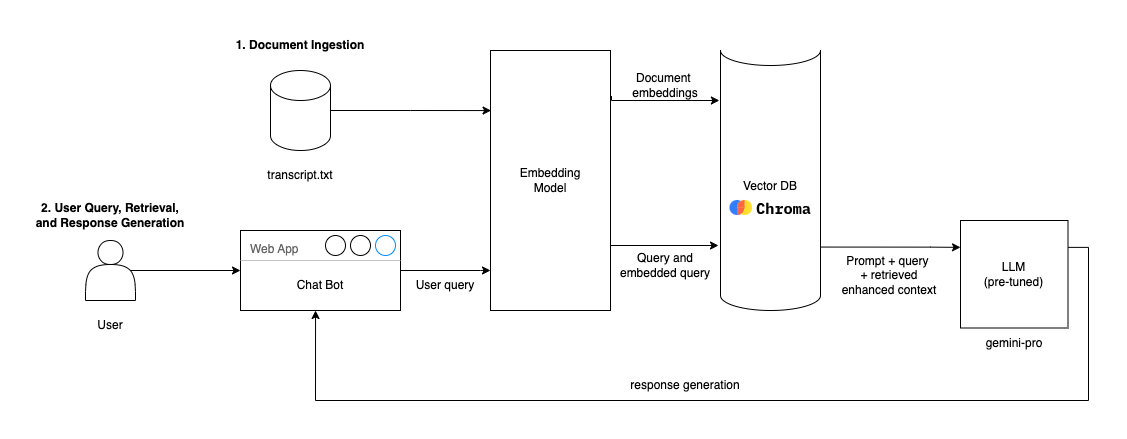 1. Document Ingestion
transcript.txt
Embedding
Model
Document
embeddings
Vector DB
Chroma
2. User Query, Retrieval,
and Response Generation
User
Web App
Chat Bot
User query
Query and
embedded query
Prompt + query
+ retrieved
enhanced context
LLM
(pre-tuned)
gemini-pro
response generation